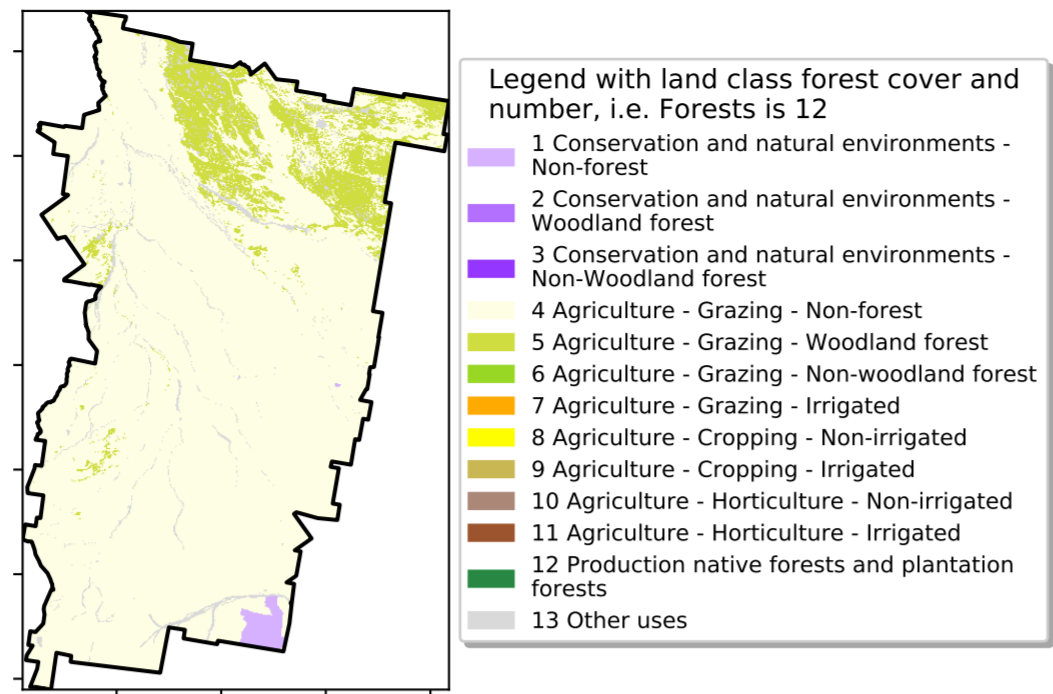 Legend with land class forest cover and
number, i.e. Forests is 12
1 Conservation and natural environments -
Non-forest
2 Conservation and natural environments -
Woodland forest
3 Conservation and natural environments -
Non-Woodland forest
4 Agriculture - Grazing - Non-forest
5 Agriculture - Grazing - Woodland forest
6 Agriculture - Grazing - Non-woodland forest
7 Agriculture - Grazing - Irrigated
8 Agriculture - Cropping - Non-irrigated
9 Agriculture - Cropping - Irrigated
10 Agriculture - Horticulture - Non-irrigated
11 Agriculture - Horticulture - Irrigated
12 Production native forests and plantation
forests
13 Other uses